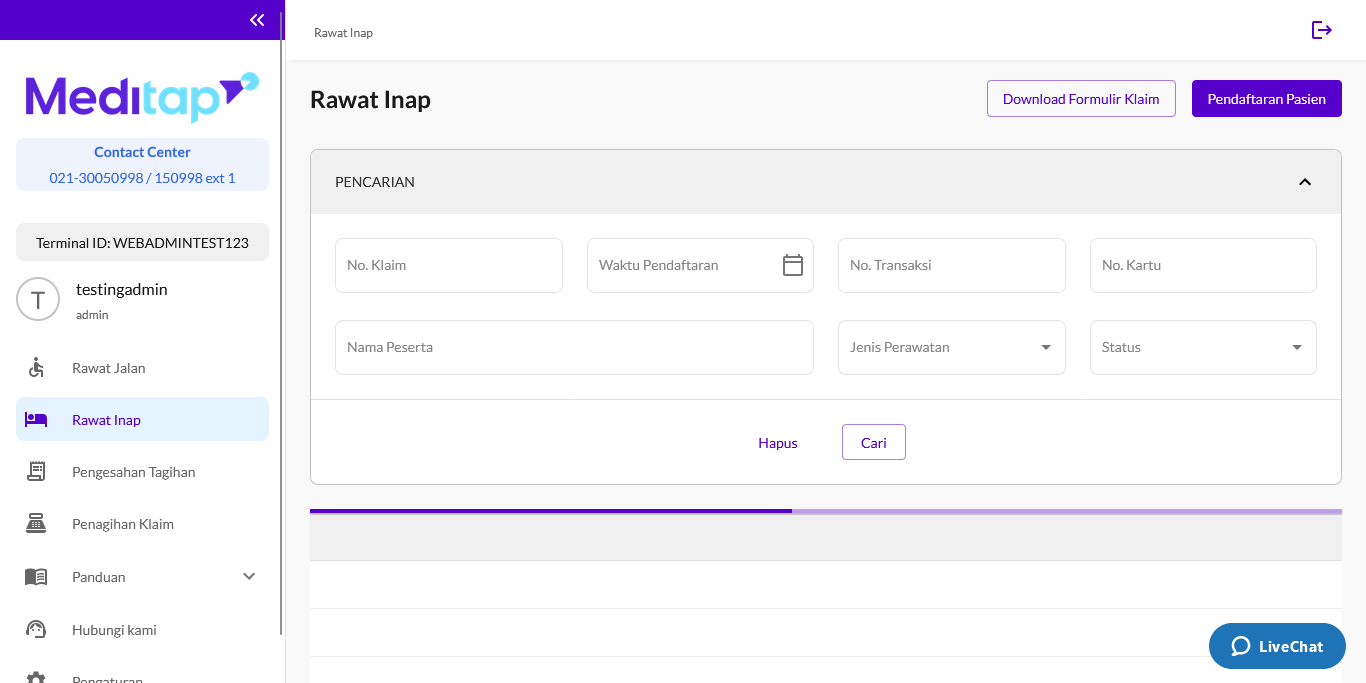 Rawat Inap
Meditap
Contact Center
021-30050998 / 150998 ext 1
Terminal ID: WEBADMINTEST123
T
testingadmin
admin
Rawat Jalan
Rawat Inap
Pengesahan Tagihan
Penagihan Klaim
Panduan
Hubungi kami
Pengaturan
Rawat Inap
Download Formulir Klaim
Pendaftaran Pasien
PENCARIAN
No. Klaim
Waktu Pendaftaran
No. Transaksi
No. Kartu
Nama Peserta
Jenis Perawatan
Status
Hapus
Cari
LiveChat